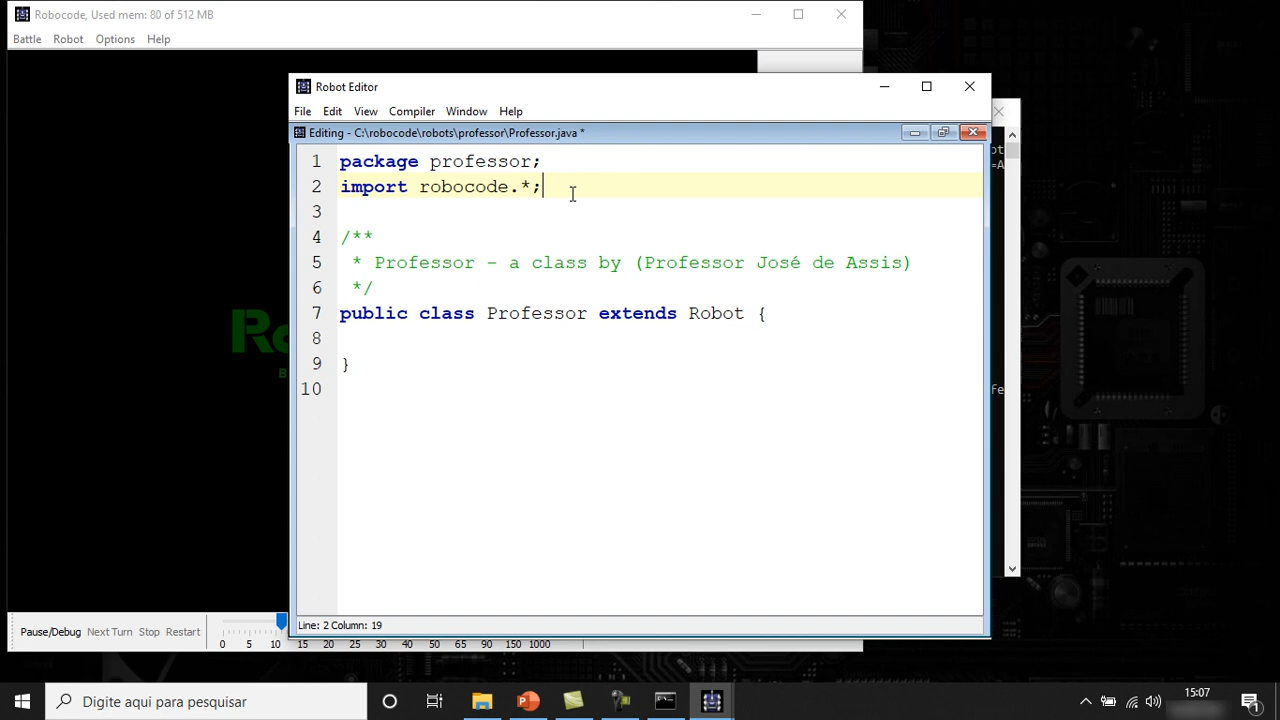 Robocode, Used mem: 80 of 512 MB
Battle Robot Options Help
Robot Editor
File Edit View Compiler Window Help
Editing - C:\robocode\robots\professor\Professor.java *
1 package professor;
2 import robocode.*;
3
4 /**
5 * Professor - a class by (Professor José de Assis)
6 */
7 public class Professor extends Robot {
8
9 }
10
Line: 2 Column: 19
Pause/Debug Next Turn Stop Restart
0 5 10 15 20 25 30 40 50 65 90 150 1000
Digite aqui para pesquisar
15:07
1